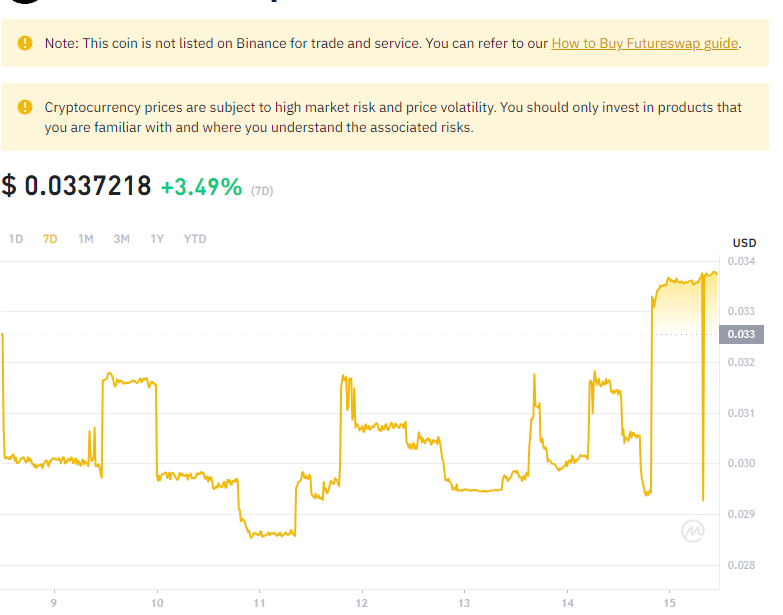 Note: This coin is not listed on Binance for trade and service. You can refer to our How to Buy Futureswap guide.
Cryptocurrency prices are subject to high market risk and price volatility. You should only invest in products that
you are familiar with and where you understand the associated risks.
$ 0.0337218 +3.49% (7D)
1D 7D 1M 3M 1Y YTD
USD
0.034
0.033
0.033
0.032
0.031
0.030
0.029
0.028
9 10 11 12 13 14 15